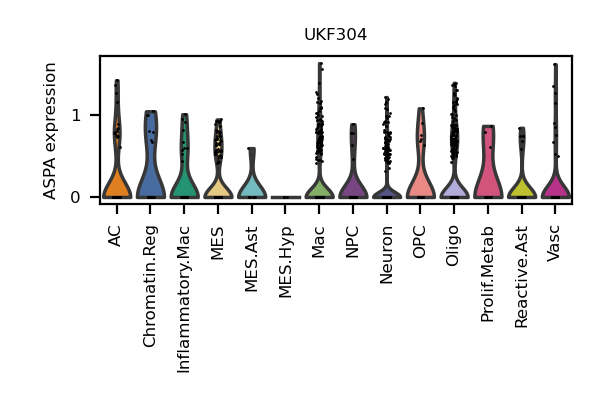 UKF304
ASPA expression
1
0
AC
Chromatin.Reg
Inflammatory.Mac
MES
MES.Ast
MES.Hyp
Mac
NPC
Neuron
OPC
Oligo
Prolif.Metab
Reactive.Ast
Vasc